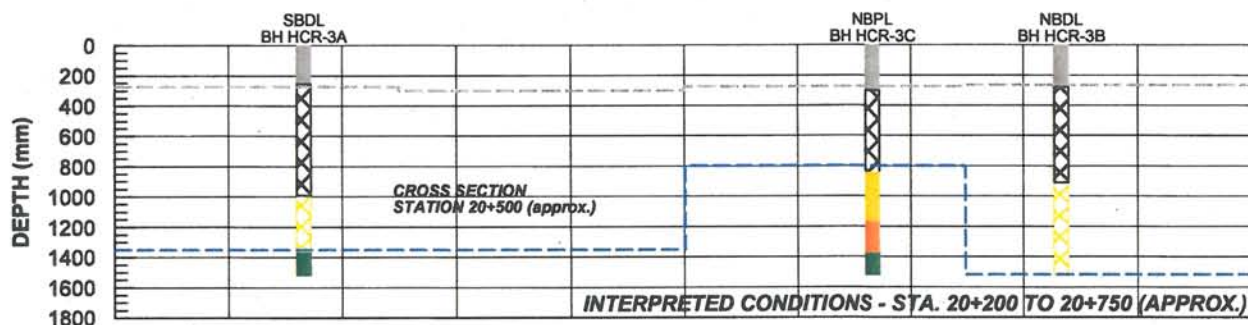 SBDL
BH HCR-3A
NBPL
BH HCR-3C
NBDL
BH HCR-3B
DEPTH (mm)
0
200
400
600
800
1000
1200
1400
1600
1800
CROSS SECTION
STATION 20+500 (approx.)
INTERPRETED CONDITIONS - STA. 20+200 TO 20+750 (APPROX.)